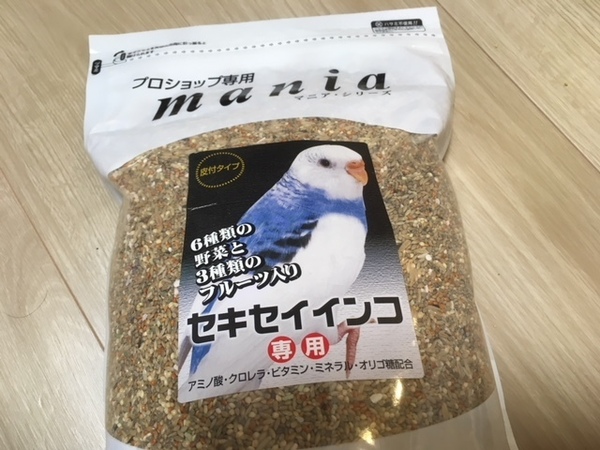 プロショップ専用
mania
マニア・シリーズ
皮付タイプ
6種類の
野菜と
3種類の
フルーツ入り
セキセイインコ
専用
アミノ酸・クロレラ・ビタミン・ミネラル・オリゴ糖配合